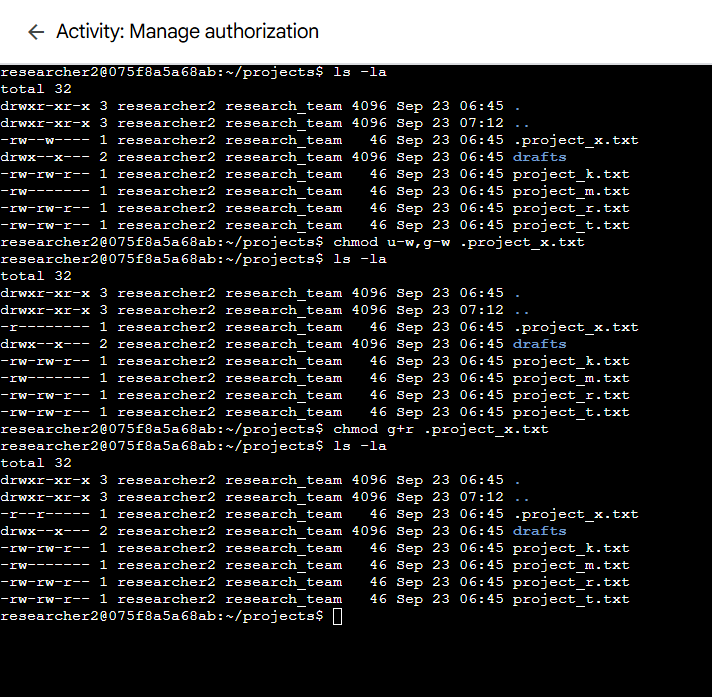 ← Activity: Manage authorization
researcher2@075f8a5a68ab:~/projects$ ls -la
total 32
drwxr-xr-x 3 researcher2 research_team 4096 Sep 23 06:45 .
drwxr-xr-x 3 researcher2 research_team 4096 Sep 23 07:12 ..
-rw--w---- 1 researcher2 research_team   46 Sep 23 06:45 .project_x.txt
drwx--x--- 2 researcher2 research_team 4096 Sep 23 06:45 drafts
-rw-rw-r-- 1 researcher2 research_team   46 Sep 23 06:45 project_k.txt
-rw------- 1 researcher2 research_team   46 Sep 23 06:45 project_m.txt
-rw-rw-r-- 1 researcher2 research_team   46 Sep 23 06:45 project_r.txt
-rw-rw-r-- 1 researcher2 research_team   46 Sep 23 06:45 project_t.txt
researcher2@075f8a5a68ab:~/projects$ chmod u-w,g-w .project_x.txt
researcher2@075f8a5a68ab:~/projects$ ls -la
total 32
drwxr-xr-x 3 researcher2 research_team 4096 Sep 23 06:45 .
drwxr-xr-x 3 researcher2 research_team 4096 Sep 23 07:12 ..
-r-------- 1 researcher2 research_team   46 Sep 23 06:45 .project_x.txt
drwx--x--- 2 researcher2 research_team 4096 Sep 23 06:45 drafts
-rw-rw-r-- 1 researcher2 research_team   46 Sep 23 06:45 project_k.txt
-rw------- 1 researcher2 research_team   46 Sep 23 06:45 project_m.txt
-rw-rw-r-- 1 researcher2 research_team   46 Sep 23 06:45 project_r.txt
-rw-rw-r-- 1 researcher2 research_team   46 Sep 23 06:45 project_t.txt
researcher2@075f8a5a68ab:~/projects$ chmod g+r .project_x.txt
researcher2@075f8a5a68ab:~/projects$ ls -la
total 32
drwxr-xr-x 3 researcher2 research_team 4096 Sep 23 06:45 .
drwxr-xr-x 3 researcher2 research_team 4096 Sep 23 07:12 ..
-r--r----- 1 researcher2 research_team   46 Sep 23 06:45 .project_x.txt
drwx--x--- 2 researcher2 research_team 4096 Sep 23 06:45 drafts
-rw-rw-r-- 1 researcher2 research_team   46 Sep 23 06:45 project_k.txt
-rw------- 1 researcher2 research_team   46 Sep 23 06:45 project_m.txt
-rw-rw-r-- 1 researcher2 research_team   46 Sep 23 06:45 project_r.txt
-rw-rw-r-- 1 researcher2 research_team   46 Sep 23 06:45 project_t.txt
researcher2@075f8a5a68ab:~/projects$